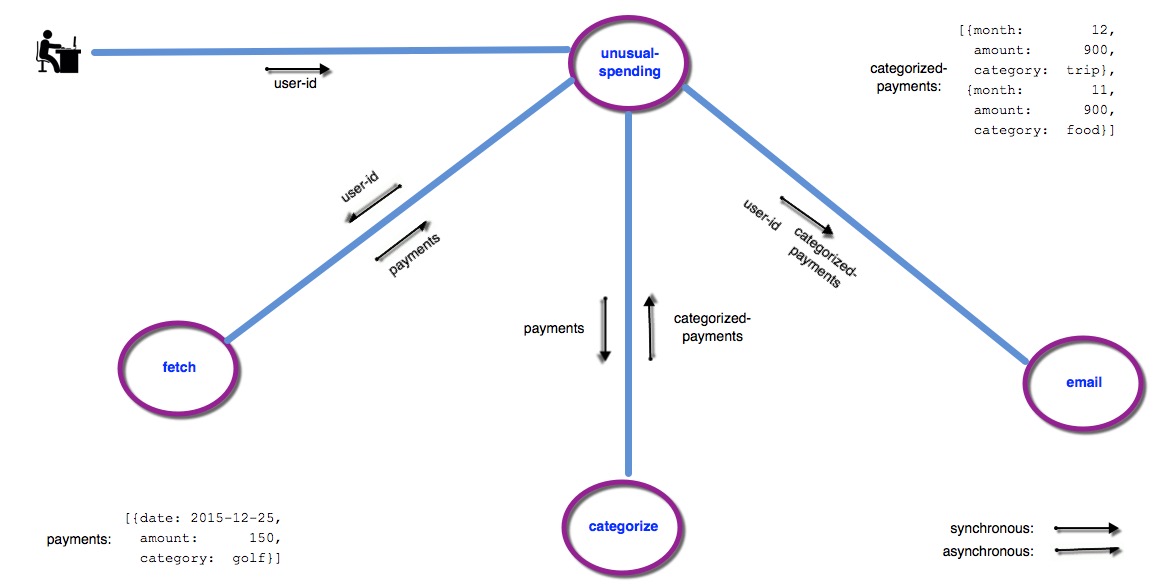 unusual-
spending
user-id
categorized-
payments:
[{month: 12,
amount: 900,
category: trip},
{month: 11,
amount: 900,
category: food}]
user-id
payments
user-id
categorized-
payments
payments
categorized-
payments
fetch
email
categorize
payments:
[{date: 2015-12-25,
amount: 150,
category: golf}]
synchronous:
asynchronous: